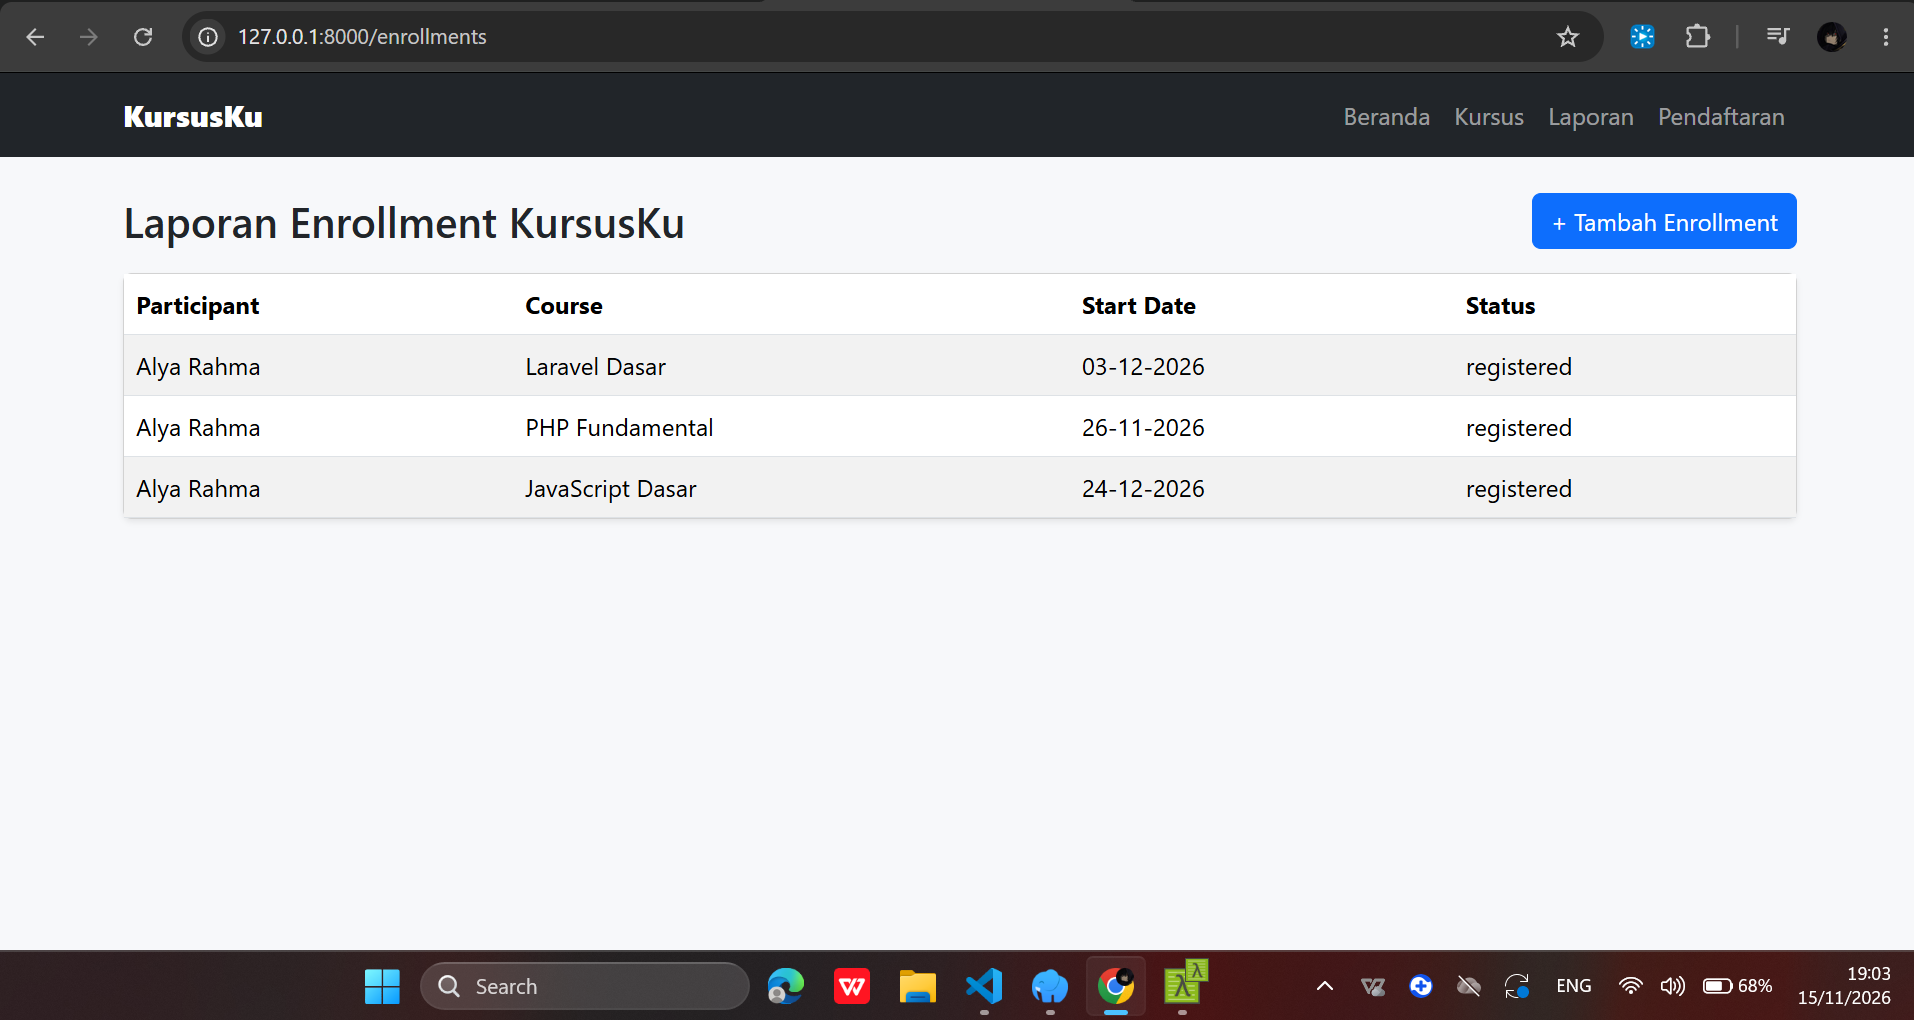 127.0.0.1:8000/enrollments
KursusKu
Beranda Kursus Laporan Pendaftaran
Laporan Enrollment KursusKu
+ Tambah Enrollment
Participant Course Start Date Status
Alya Rahma Laravel Dasar 03-12-2026 registered
Alya Rahma PHP Fundamental 26-11-2026 registered
Alya Rahma JavaScript Dasar 24-12-2026 registered
Search
ENG
68%
19:03
15/11/2026